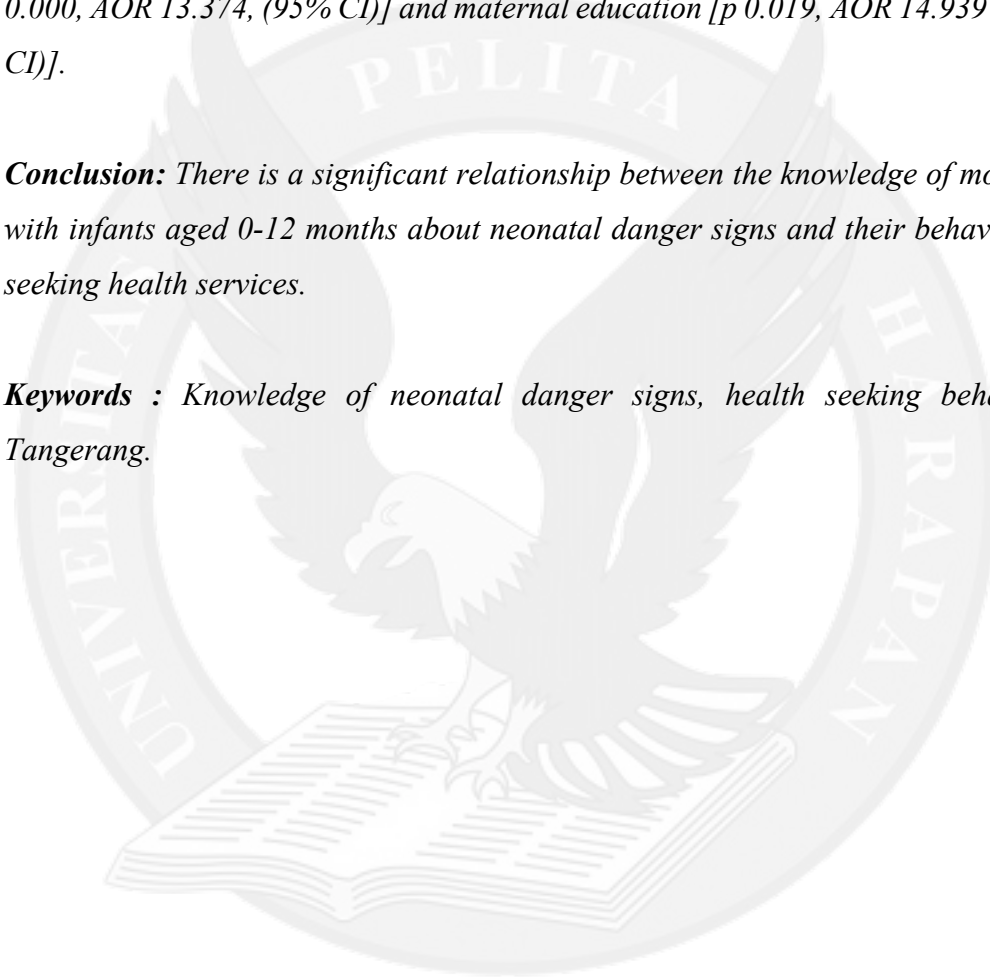 0.000, AOR 13.374, (95% CI)] and maternal education [p 0.019, AOR 14.939
CI)].
Conclusion: There is a significant relationship between the knowledge of mo
with infants aged 0-12 months about neonatal danger signs and their behav
seeking health services.
Keywords : Knowledge of neonatal danger signs, health seeking beha
Tangerang.
UNIVERSITAS PELITA HARAPAN